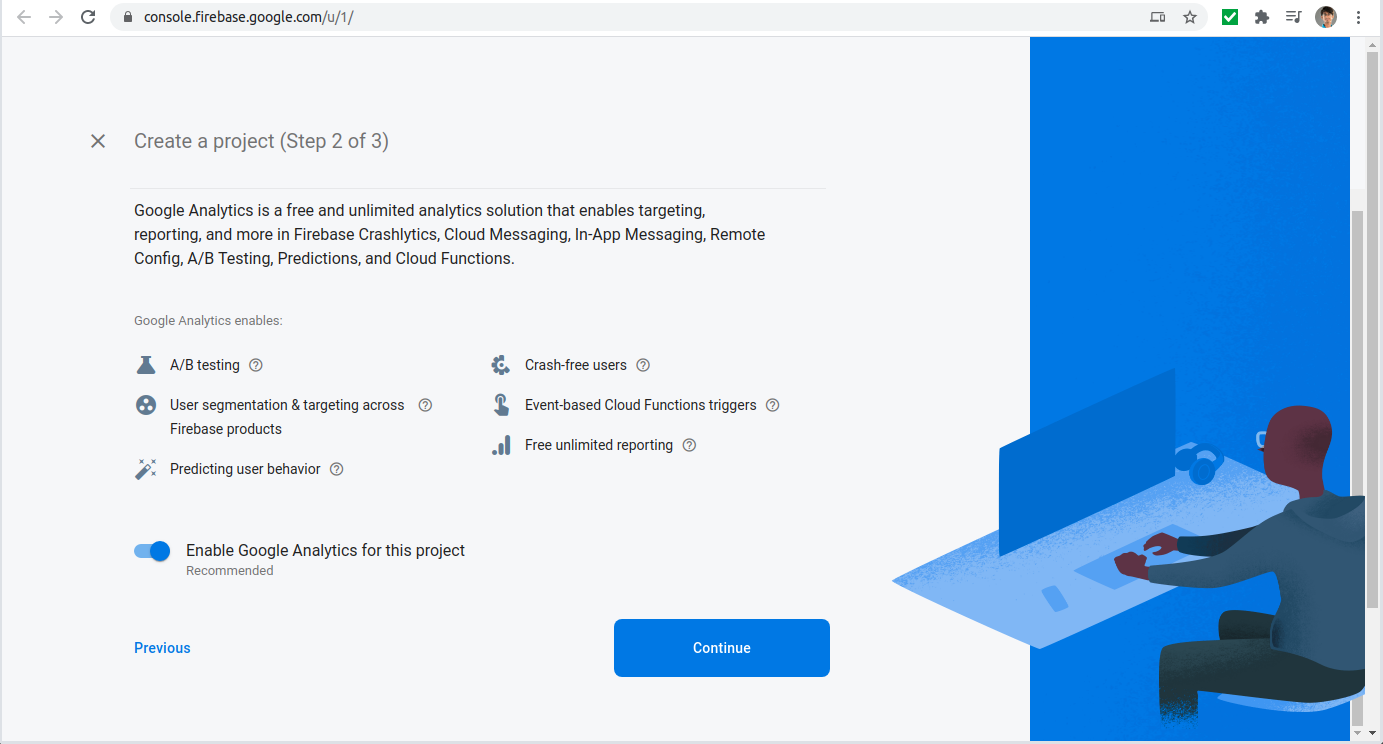 console.firebase.google.com/u/1/
Create a project (Step 2 of 3)
Google Analytics is a free and unlimited analytics solution that enables targeting,
reporting, and more in Firebase Crashlytics, Cloud Messaging, In-App Messaging, Remote
Config, A/B Testing, Predictions, and Cloud Functions.
Google Analytics enables:
A/B testing
User segmentation & targeting across
Firebase products
Predicting user behavior
Crash-free users
Event-based Cloud Functions triggers
Free unlimited reporting
Enable Google Analytics for this project
Recommended
Previous
Continue